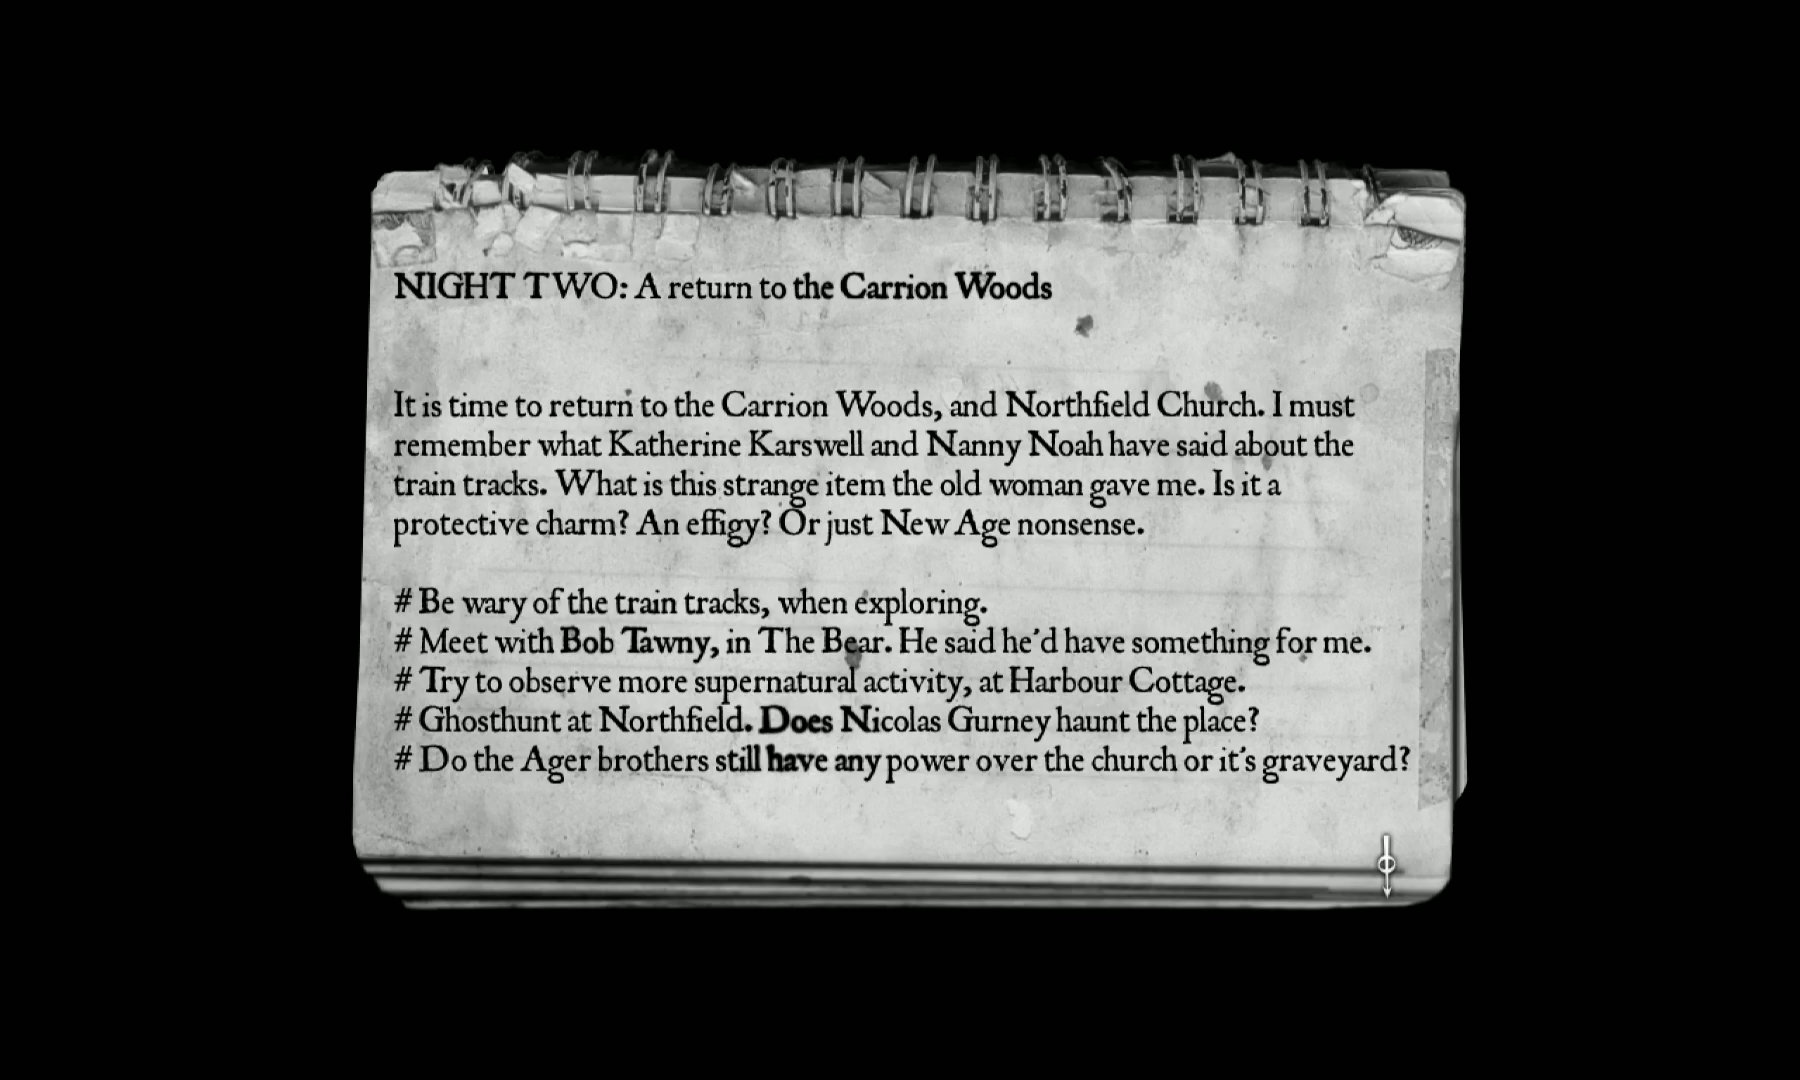 NIGHT TWO: A return to the Carrion Woods
It is time to return to the Carrion Woods, and Northfield Church. I must
remember what Katherine Karswell and Nanny Noah have said about the
train tracks. What is this strange item the old woman gave me. Is it a
protective charm? An effigy? Or just New Age nonsense.
# Be wary of the train tracks, when exploring.
# Meet with Bob Tawny, in The Bear. He said he'd have something for me.
# Try to observe more supernatural activity, at Harbour Cottage.
# Ghosthunt at Northfield. Does Nicolas Gurney haunt the place?
# Do the Ager brothers still have any power over the church or it's graveyard?